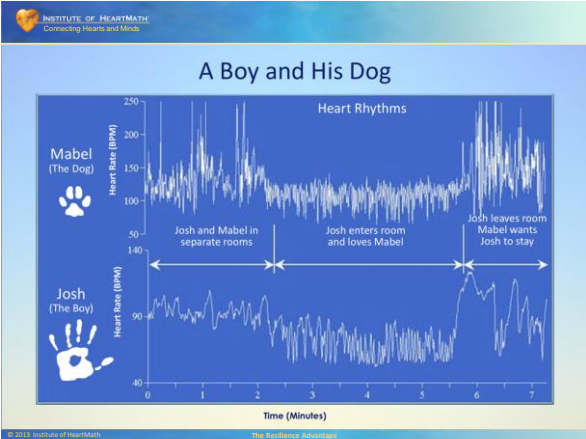 INSTITUTE OF HEARTMATH
Connecting Hearts and Minds
A Boy and His Dog
Heart Rhythms
Mabel
(The Dog)
Heart Rate (BPM)
250
200
150
100
50
Josh and Mabel in
separate rooms
Josh enters room
and loves Mabel
Josh leaves room
Mabel wants
Josh to stay
Josh
(The Boy)
Heart Rate (BPM)
140
90
40
0 1 2 3 4 5 6 7
Time (Minutes)
© 2013 Institute of HeartMath
The Resilience Advantage